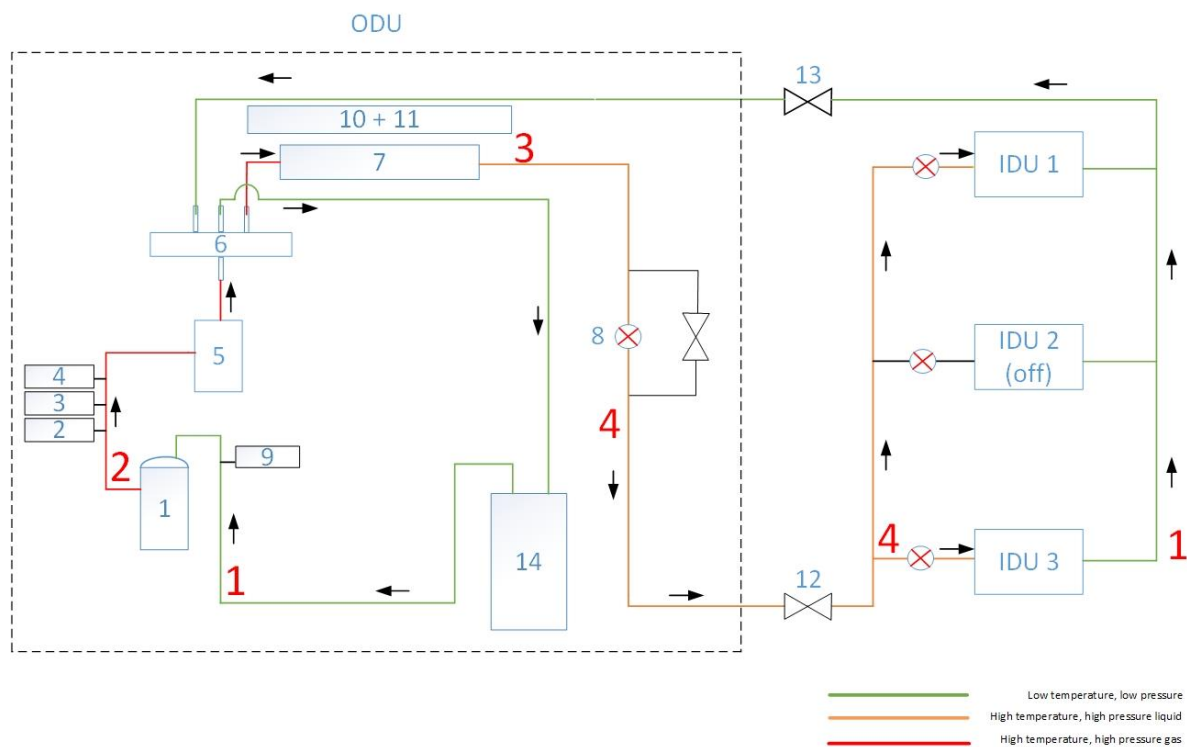 ODU
13
10 + 11
7
3
IDU 1
6
8
IDU 2
(off)
5
4
3
2
4
2
9
1
14
1
4
IDU 3
1
12
Low temperature, low pressure
High temperature, high pressure liquid
High temperature, high pressure gas